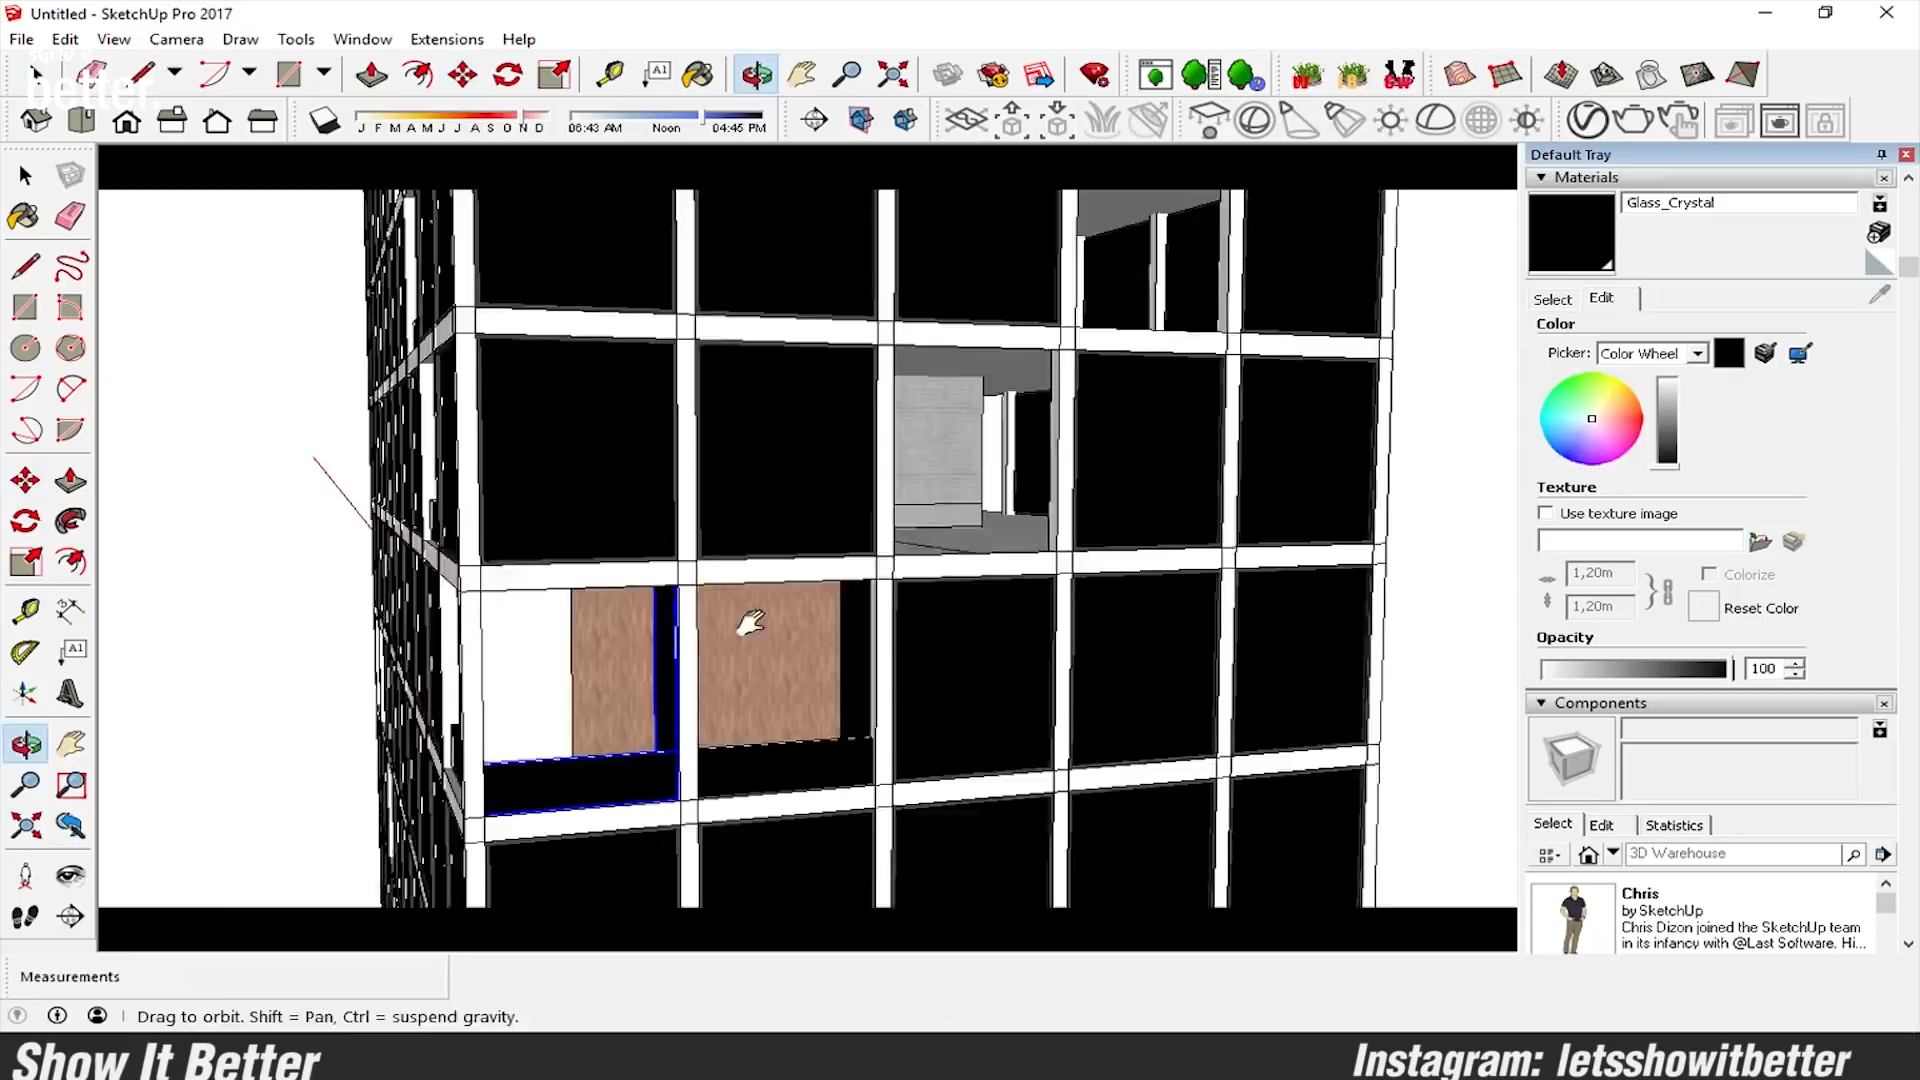 Untitled - SketchUp Pro 2017
File Edit View Camera Draw Tools Window Extensions Help
better.
A1
J F M A M J J A S O N D 06:43 AM Noon 04:45 PM
Default Tray
Materials
Glass_Crystal
Select Edit
Color
Picker: Color Wheel
Texture
Use texture image
1,20m Colorize
1,20m Reset Color
Opacity
100
A1
Components
Select Edit Statistics
3D Warehouse
Chris
by SketchUp
Chris Dizon joined the SketchUp team
in its infancy with @Last Software. Hi...
Measurements
Drag to orbit. Shift = Pan, Ctrl = suspend gravity.
Show It Better
Instagram: letsshowitbetter